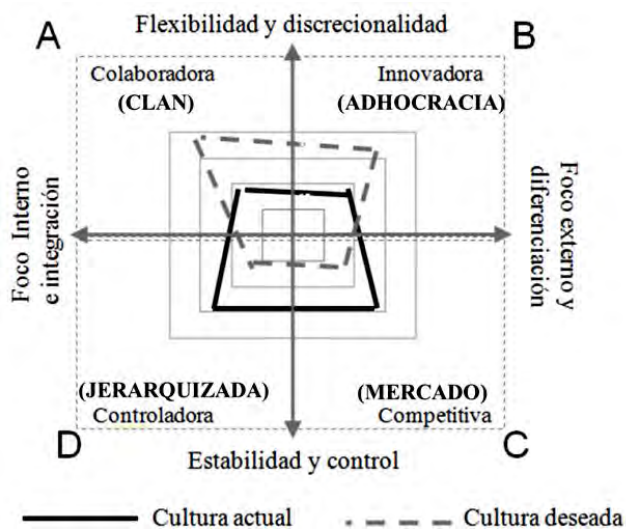 Flexibilidad y discrecionalidad
A
B
Colaboradora
(CLAN)
Innovadora
(ADHOCRACIA)
Foco Interno
e integración
Foco externo y
diferenciación
(JERARQUIZADA)
Controladora
(MERCADO)
Competitiva
D
C
Estabilidad y control
Cultura actual
Cultura deseada